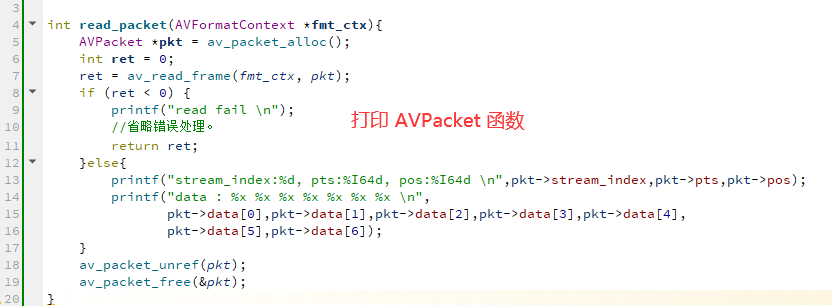 3
4 int read_packet(AVFormatContext *fmt_ctx){
5 AVPacket *pkt = av_packet_alloc();
6 int ret = 0;
7 ret = av_read_frame(fmt_ctx, pkt);
8 if (ret < 0) {
9 printf("read fail \n");
10 //省略错误处理。
打印 AVPacket 函数
11 return ret;
12 }else{
13 printf("stream_index:%d, pts:%I64d, pos:%I64d \n",pkt->stream_index,pkt->pts,pkt->pos);
14 printf("data : %x %x %x %x %x %x %x \n",
15 pkt->data[0],pkt->data[1],pkt->data[2],pkt->data[3],pkt->data[4],
16 pkt->data[5],pkt->data[6]);
17 }
18 av_packet_unref(pkt);
19 av_packet_free(&pkt);
20 }